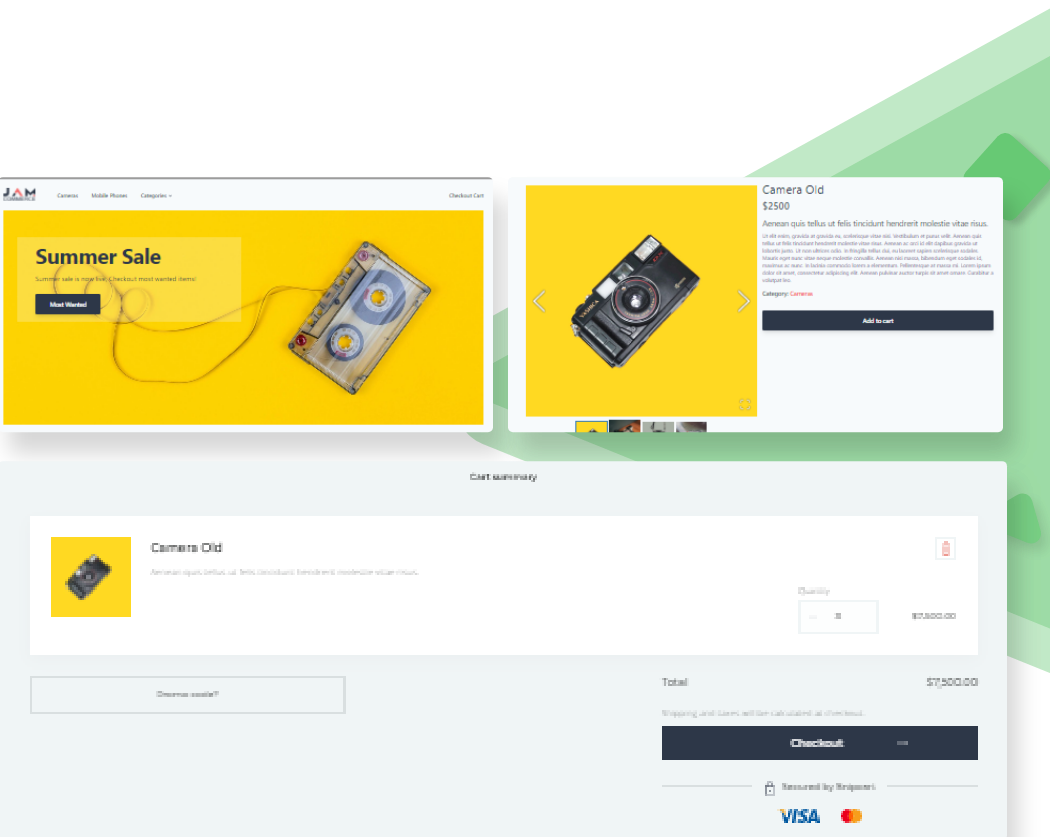 JAM
COMMERCE
Cameras Mobile Phones Categories Checkout Cart
Summer Sale
Summer sale is now live. Checkout most wanted items!
Most Wanted
YASHICA
Camera Old
$2500
Aenean quis tellus ut felis tincidunt hendrerit molestie vitae risus.
Category: Cameras
Add to cart
Cart summary
Camera Old
Aenean quis tellus ut felis tincidunt hendrerit molestie vitae risus.
Quantity
3 $7,500.00
Promo code?
Total $7,500.00
Shipping and taxes will be calculated at checkout.
Checkout
Secured by Snipcart
VISA